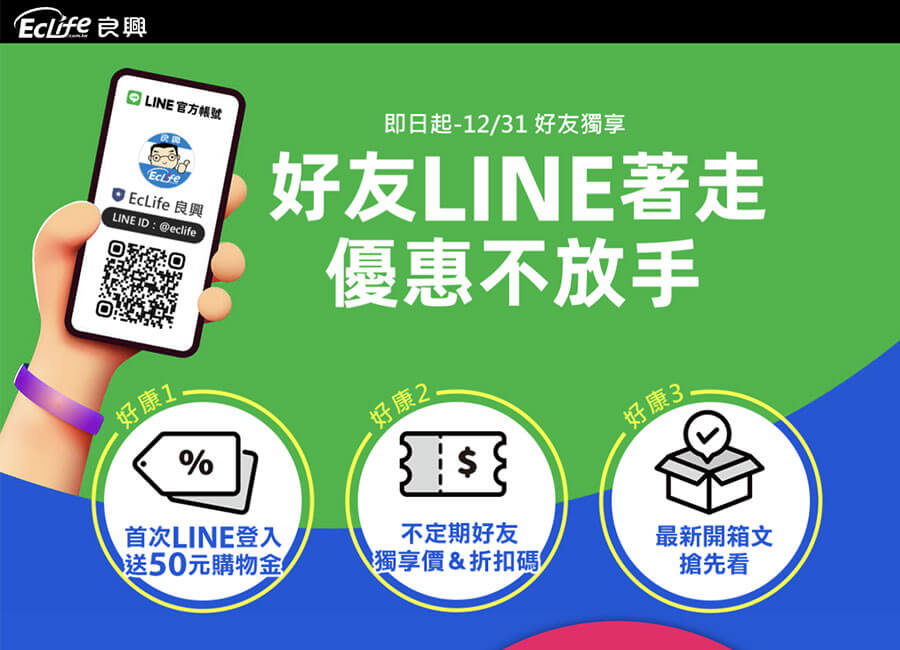 EcLife 良興
.com.tw
LINE 官方帳號
良興
EcLife
EcLife 良興
LINE ID：@eclife
即日起-12/31 好友獨享
好友LINE著走
優惠不放手
好康1
%
首次LINE登入
送50元購物金
好康2
$
不定期好友
獨享價＆折扣碼
好康3
最新開箱文
搶先看